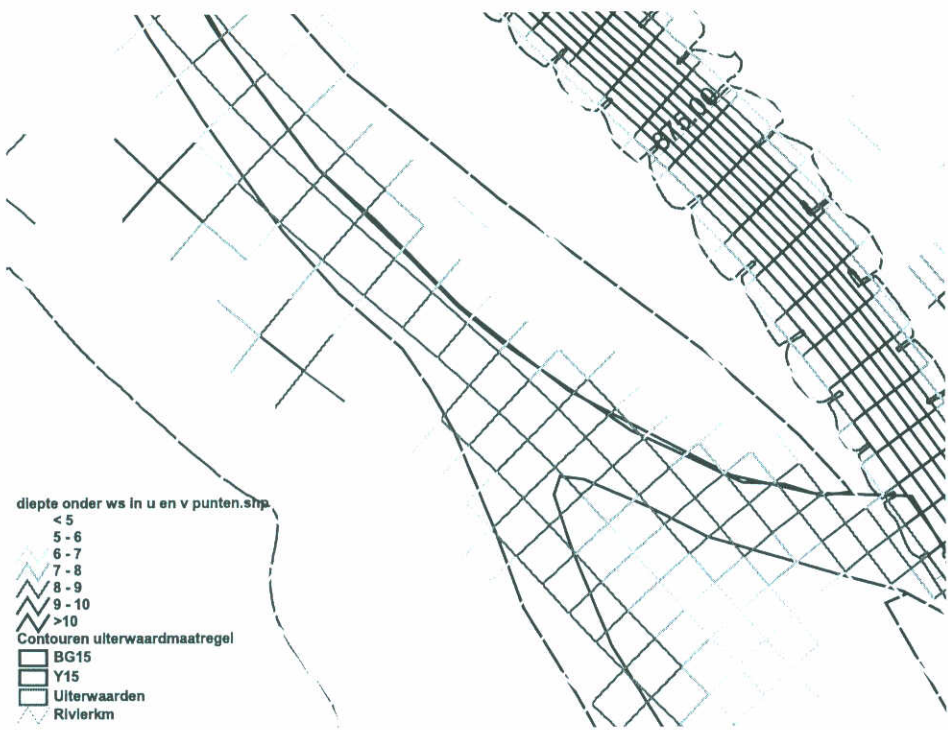 875.00
diepte onder ws in u en v punten.shp
< 5
5 - 6
6 - 7
7 - 8
8 - 9
9 - 10
>10
Contouren uiterwaardmaatregel
BG15
Y15
Uiterwaarden
Rivierkm